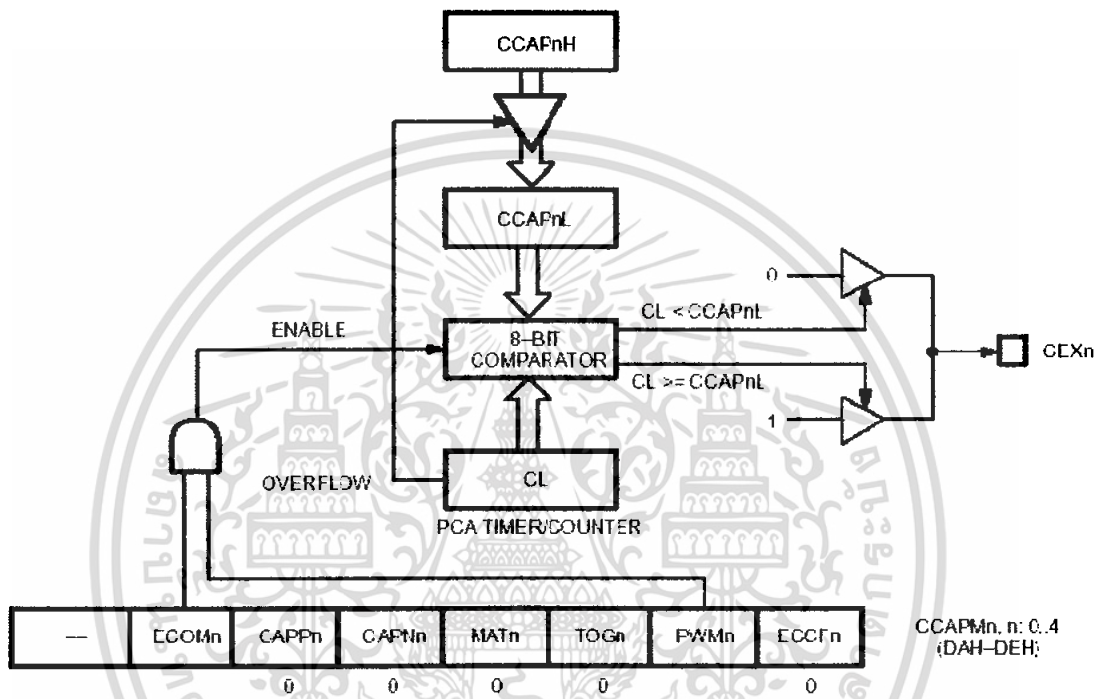 CCAPnH
CCAPnL
ENABLE
8–BIT
COMPARATOR
CL < CCAPnL
CL >= CCAPnL
0
1
CEXn
OVERFLOW
CL
PCA TIMER/COUNTER
— ECOMn CAPPn CAPNn MATn TOGn PWMn ECCFn
0 0 0 0 0
CCAPMn, n: 0..4
(DAH–DEH)